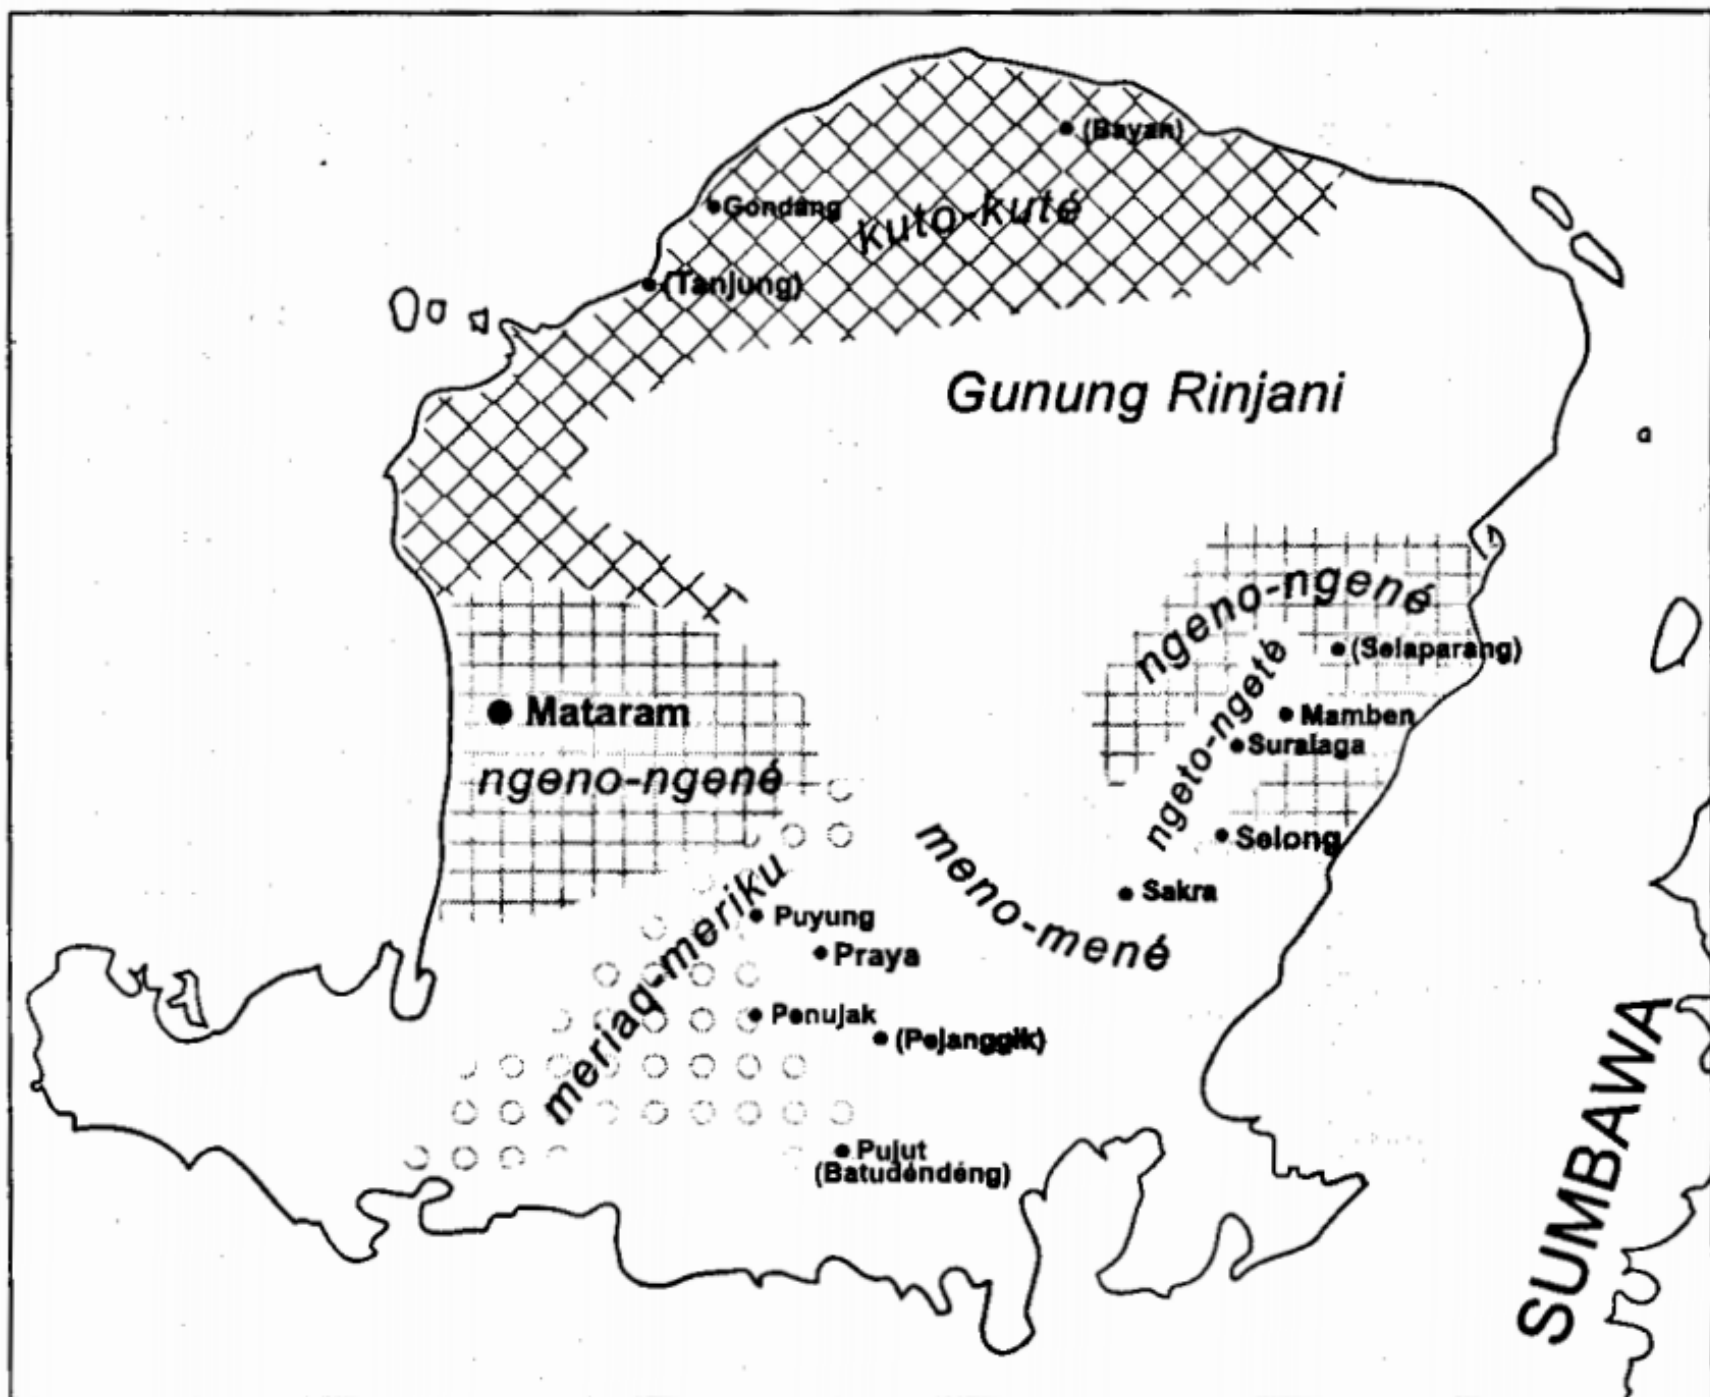 (Bayan)
Gondang
kuto-kuté
(Tanjung)
Gunung Rinjani
ngeno-ngené
(Selaparang)
ngeto-ngeté
Mataram
Mamben
Suralaga
ngeno-ngené
Selong
meno-mené
Sakra
meriaq-meriku
Puyung
Praya
Penujak
(Pejanggik)
Pujut
(Batudéndéng)
SUMBAWA